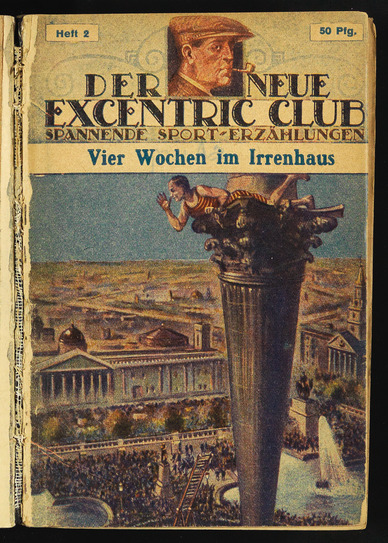 Heft 2
50 Pfg.
DER NEUE
EXCENTRIC CLUB
SPANNENDE SPORT-ERZÄHLUNGEN
Vier Wochen im Irrenhaus